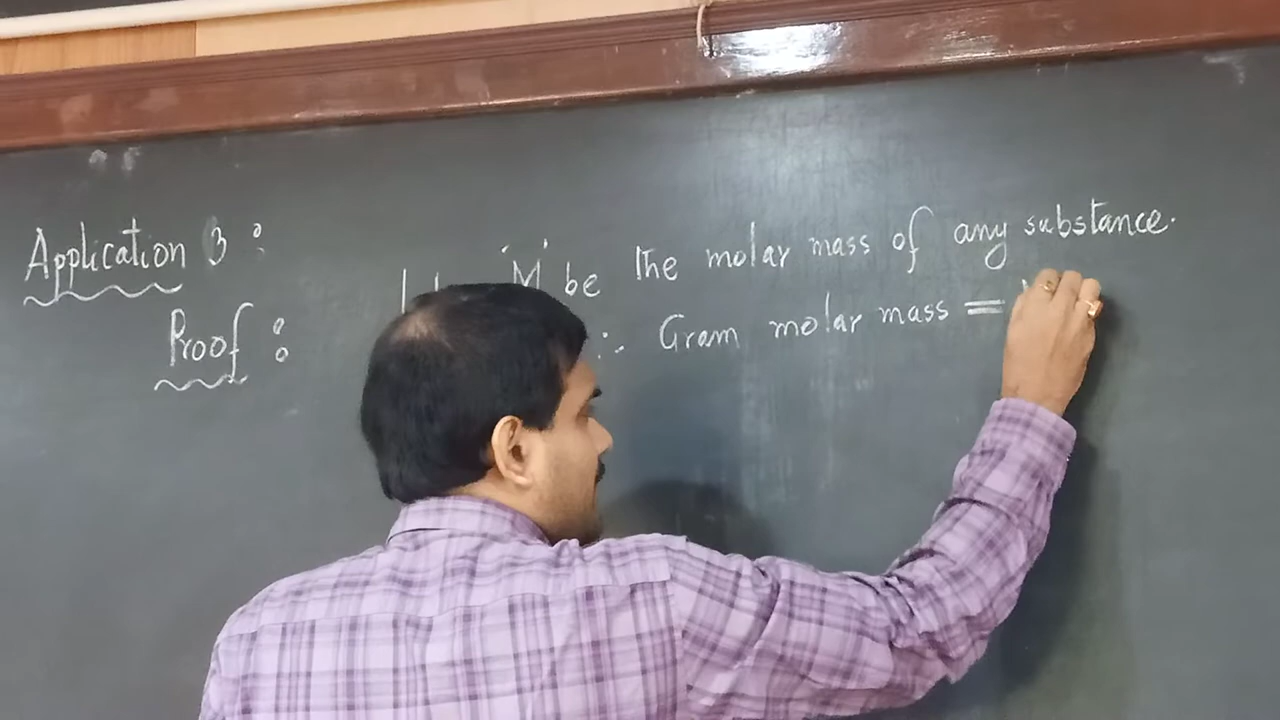 Application 3 :
Proof :
'M' be the molar mass of any substance.
∴ Gram molar mass =